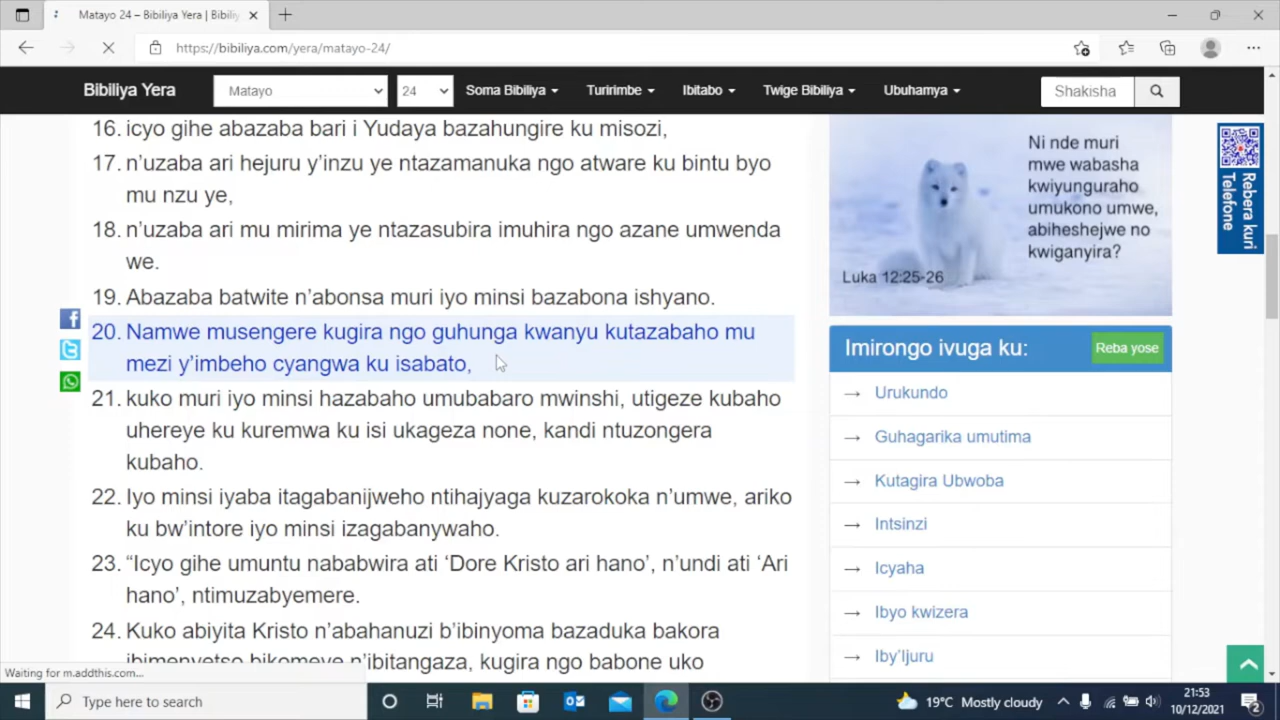 Matayo 24 – Bibiliya Yera | Bibiliy
https://bibiliya.com/yera/matayo-24/
Bibiliya Yera
Matayo
24
Soma Bibiliya
Turirimbe
Ibitabo
Twige Bibiliya
Ubuhamya
Shakisha
16. icyo gihe abazaba bari i Yudaya bazahungire ku misozi,
17. n’uzaba ari hejuru y’inzu ye ntazamanuka ngo atware ku bintu byo
mu nzu ye,
18. n’uzaba ari mu mirima ye ntazasubira imuhira ngo azane umwenda
we.
19. Abazaba batwite n’abonsa muri iyo minsi bazabona ishyano.
20. Namwe musengere kugira ngo guhunga kwanyu kutazabaho mu
mezi y’imbeho cyangwa ku isabato,
21. kuko muri iyo minsi hazabaho umubabaro mwinshi, utigeze kubaho
uhereye ku kuremwa ku isi ukageza none, kandi ntuzongera
kubaho.
22. Iyo minsi iyaba itagabanijweho ntihajyaga kuzarokoka n’umwe, ariko
ku bw’intore iyo minsi izagabanywaho.
23. “Icyo gihe umuntu nababwira ati ‘Dore Kristo ari hano’, n’undi ati ‘Ari
hano’, ntimuzabyemere.
24. Kuko abiyita Kristo n’abahanuzi b’ibinyoma bazaduka bakora
ibimenyetso bikomeye n’ibitangaza, kugira ngo babone uko
Ni nde muri
mwe wabasha
kwiyunguraho
umukono umwe,
abiheshejwe no
kwiganyira?
Luka 12:25-26
Rebera kuri
Telefone
Imirongo ivuga ku:
Reba yose
→ Urukundo
→ Guhagarika umutima
→ Kutagira Ubwoba
→ Intsinzi
→ Icyaha
→ Ibyo kwizera
→ Iby’Ijuru
Waiting for m.addthis.com...
Type here to search
19°C Mostly cloudy
21:53
10/12/2021
2